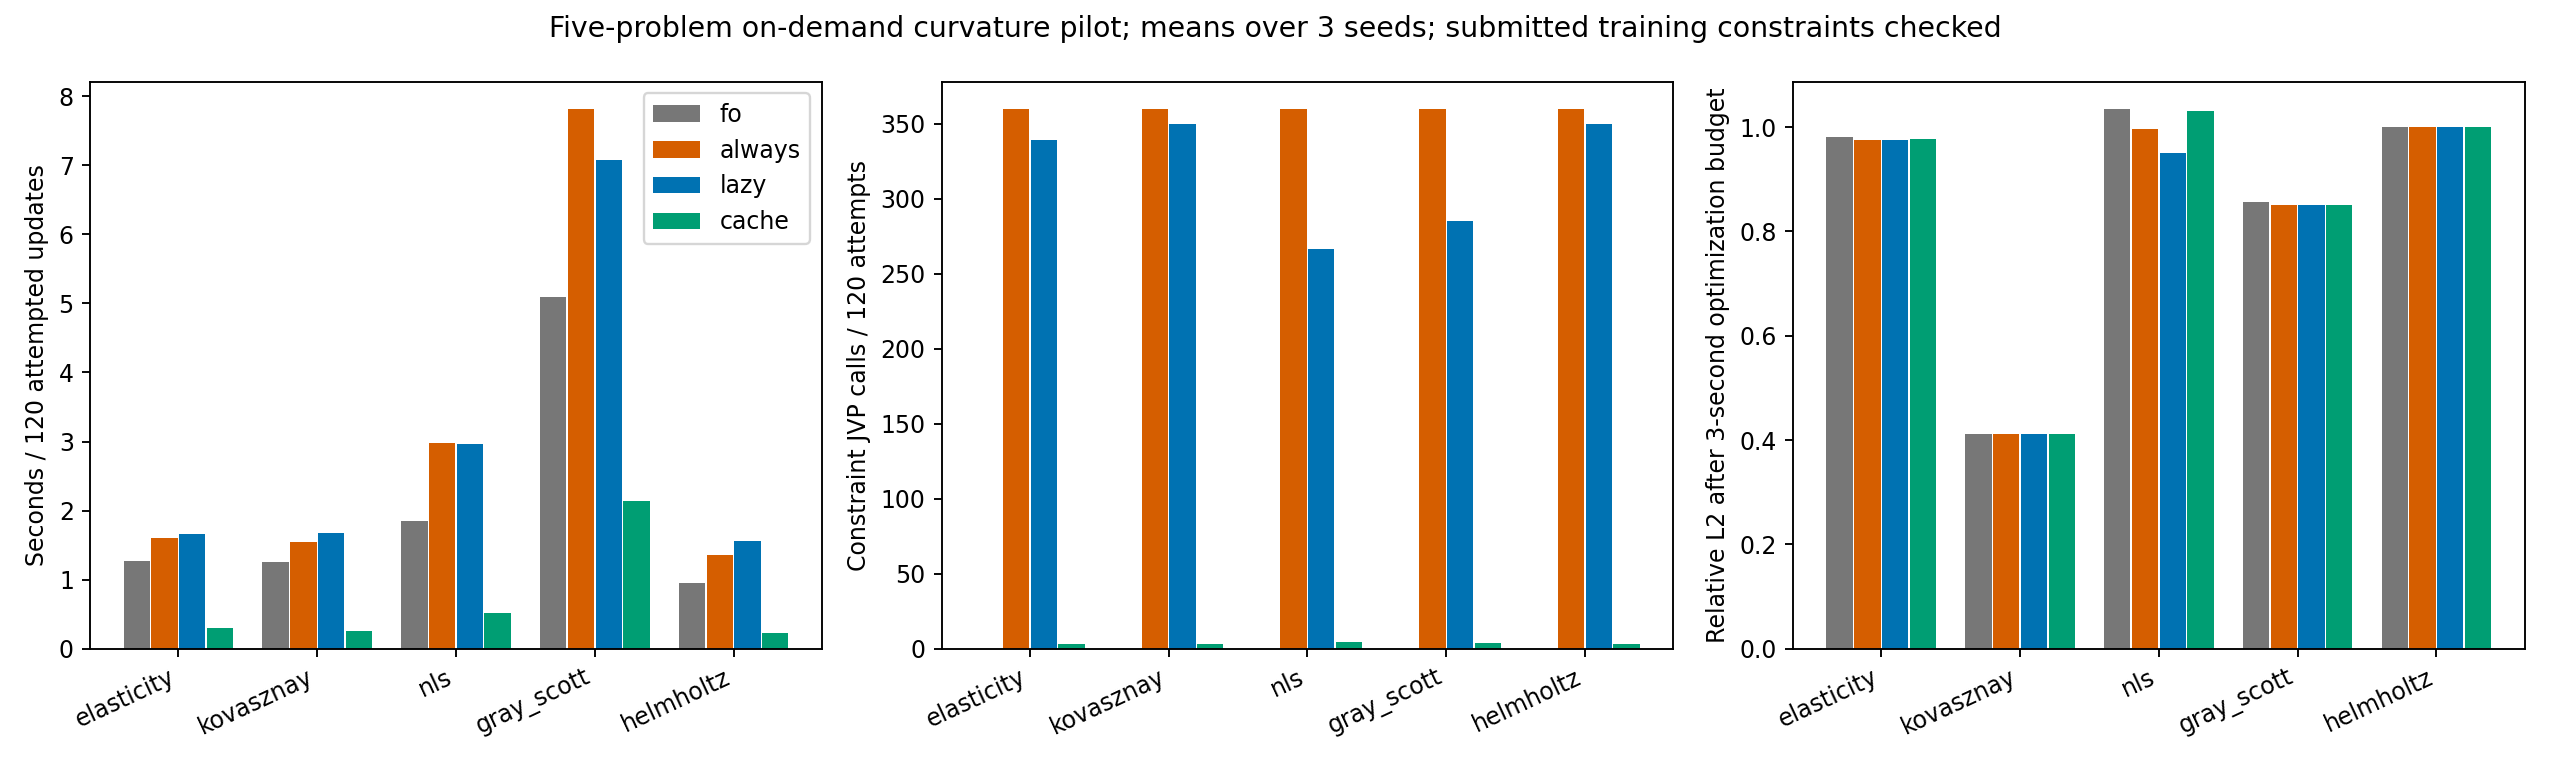 Five-problem on-demand curvature pilot; means over 3 seeds; submitted training constraints checked
Seconds / 120 attempted updates
8
7
6
5
4
3
2
1
0
fo
always
lazy
cache
elasticity
kovasznay
nls
gray_scott
helmholtz
Constraint JVP calls / 120 attempts
350
300
250
200
150
100
50
0
elasticity
kovasznay
nls
gray_scott
helmholtz
Relative L2 after 3-second optimization budget
1.0
0.8
0.6
0.4
0.2
0.0
elasticity
kovasznay
nls
gray_scott
helmholtz